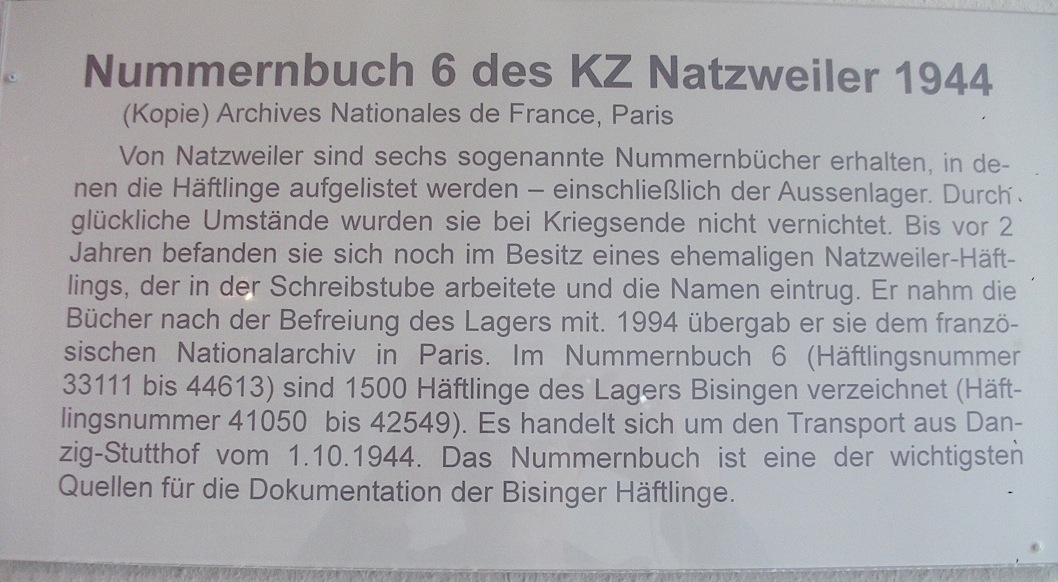 Nummernbuch 6 des KZ Natzweiler 1944
(Kopie) Archives Nationales de France, Paris
Von Natzweiler sind sechs sogenannte Nummernbücher erhalten, in de-
nen die Häftlinge aufgelistet werden – einschließlich der Aussenlager. Durch
glückliche Umstände wurden sie bei Kriegsende nicht vernichtet. Bis vor 2
Jahren befanden sie sich noch im Besitz eines ehemaligen Natzweiler-Häft-
lings, der in der Schreibstube arbeitete und die Namen eintrug. Er nahm die
Bücher nach der Befreiung des Lagers mit. 1994 übergab er sie dem franzö-
sischen Nationalarchiv in Paris. Im Nummernbuch 6 (Häftlingsnummer
33111 bis 44613) sind 1500 Häftlinge des Lagers Bisingen verzeichnet (Häft-
lingsnummer 41050 bis 42549). Es handelt sich um den Transport aus Dan-
zig-Stutthof vom 1.10.1944. Das Nummernbuch ist eine der wichtigsten
Quellen für die Dokumentation der Bisinger Häftlinge.